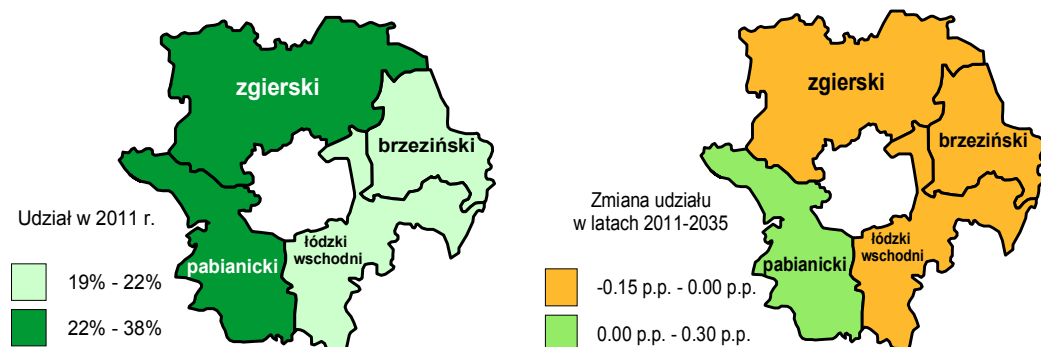 zgierski
brzeziński
Udział w 2011 r.
łódzki
wschodni
pabianicki
19% - 22%
22% - 38%
zgierski
brzeziński
Zmiana udziału
w latach 2011-2035
łódzki
wschodni
pabianicki
-0.15 p.p. - 0.00 p.p.
0.00 p.p. - 0.30 p.p.